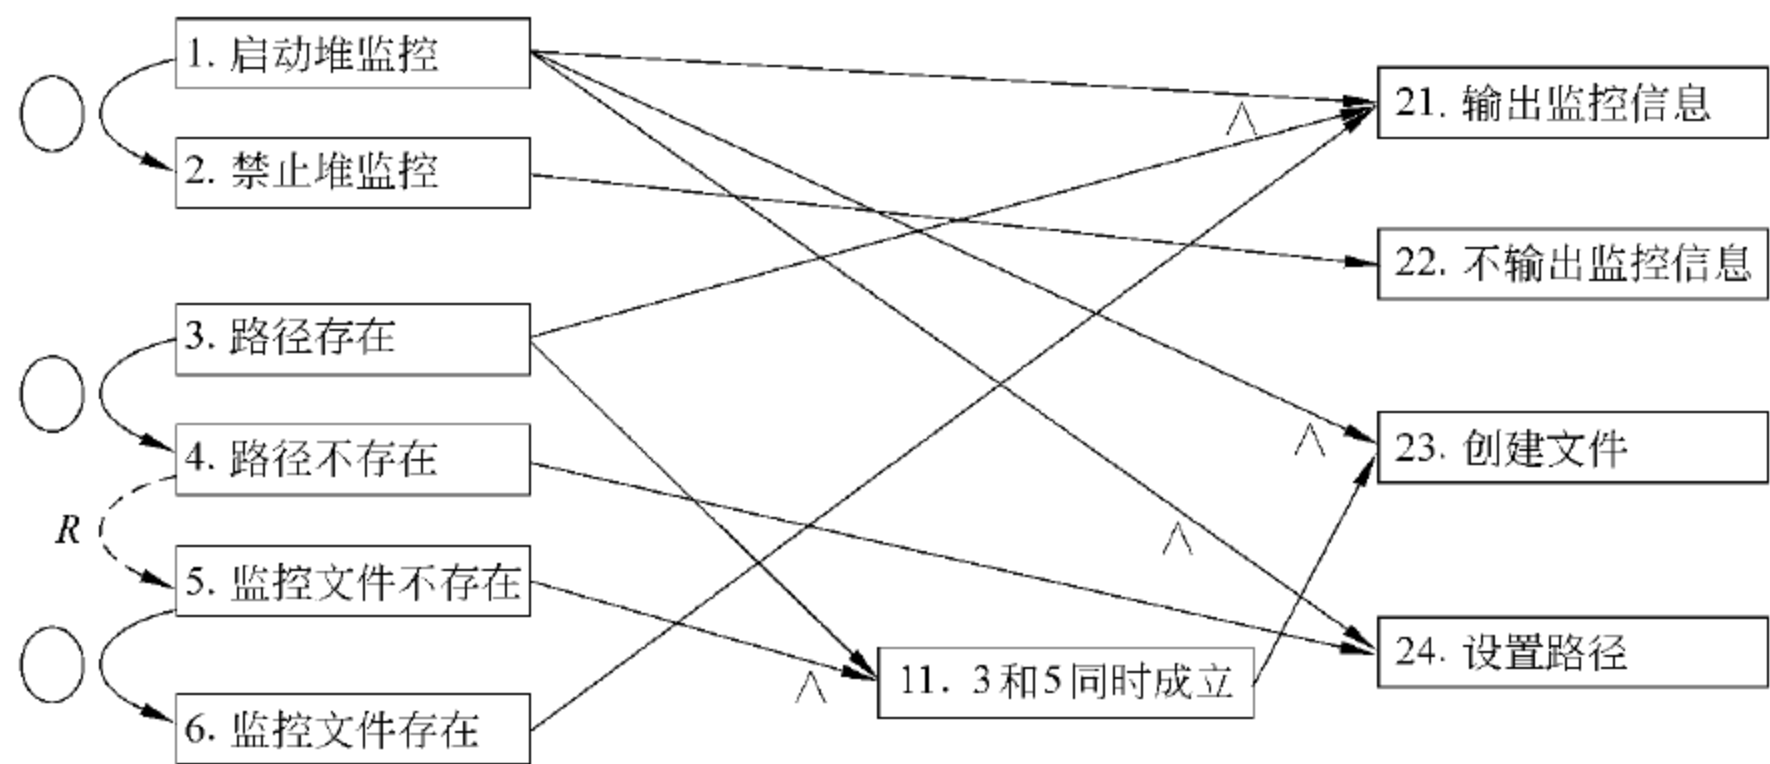 1. 启动堆监控
21. 输出监控信息
2. 禁止堆监控
22. 不输出监控信息
3. 路径存在
4. 路径不存在
23. 创建文件
R
5. 监控文件不存在
24. 设置路径
11. 3和5同时成立
6. 监控文件存在